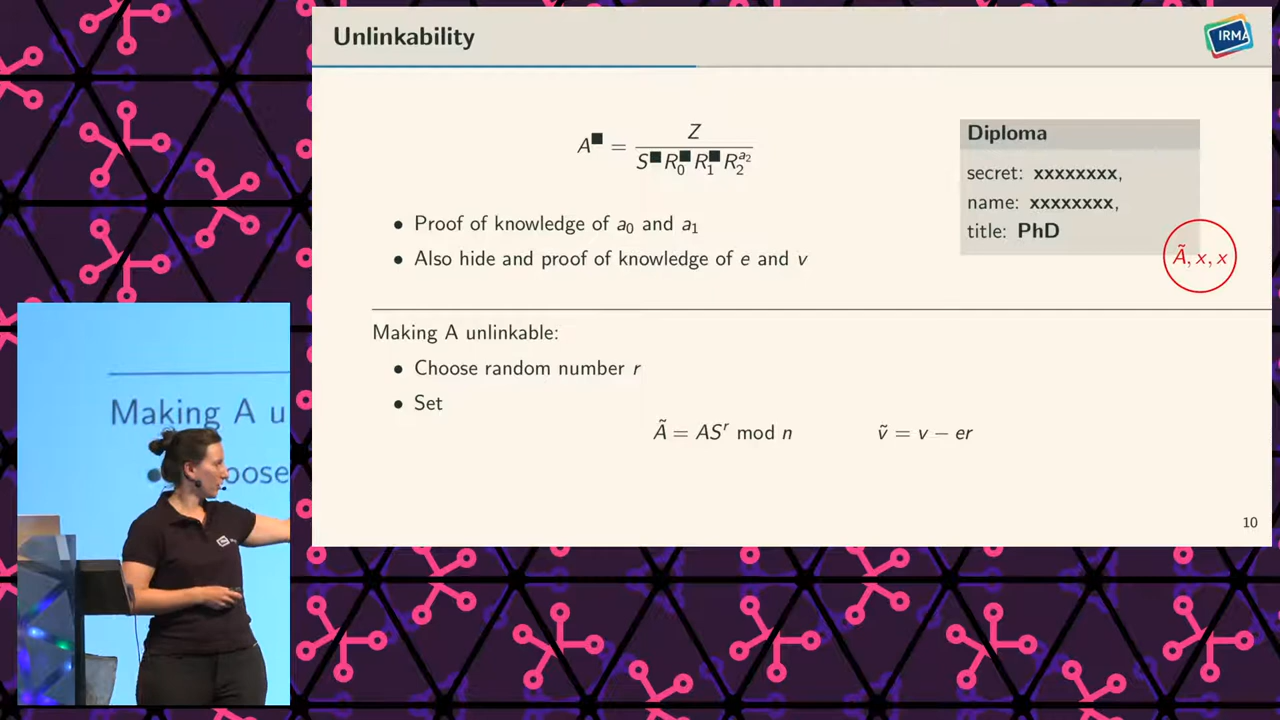 Unlinkability
IRMA
A■ = Z / S■ R₀■ R₁■ R₂^{a₂}
• Proof of knowledge of a₀ and a₁
• Also hide and proof of knowledge of e and v
Diploma
secret: xxxxxxxx,
name: xxxxxxxx,
title: PhD
Ã, x, x
Making A unlinkable:
• Choose random number r
• Set
Ã = ASʳ mod n ṽ = v − er
10
Making A u
oose